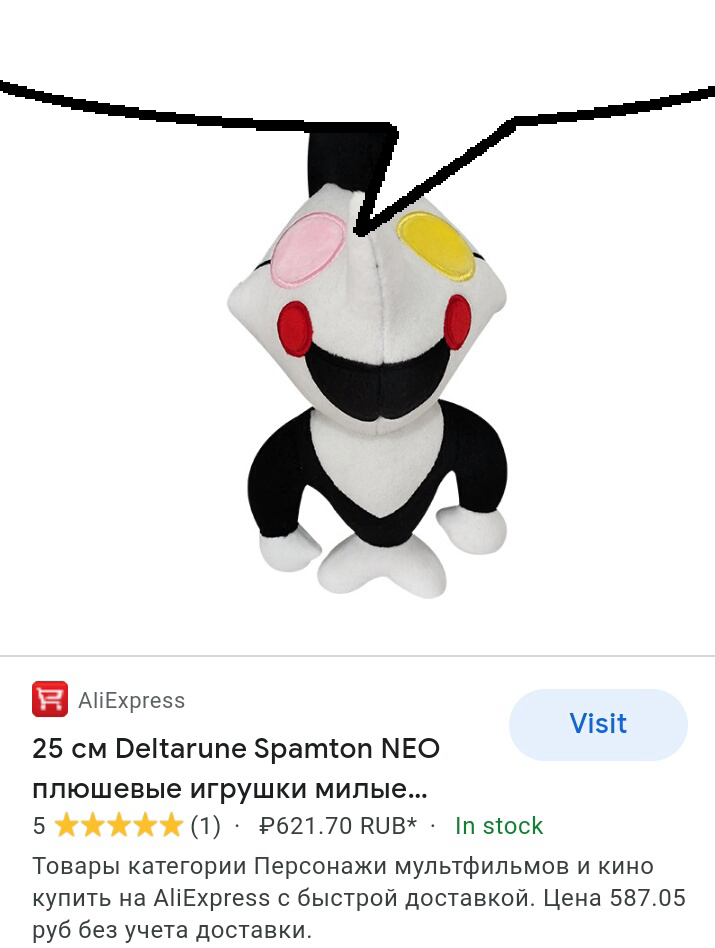 AliExpress
Visit
25 см Deltarune Spamton NEO
плюшевые игрушки милые...
5 ★★★★★ (1) · ₽621.70 RUB* · In stock
Товары категории Персонажи мультфильмов и кино
купить на AliExpress с быстрой доставкой. Цена 587.05
руб без учета доставки.